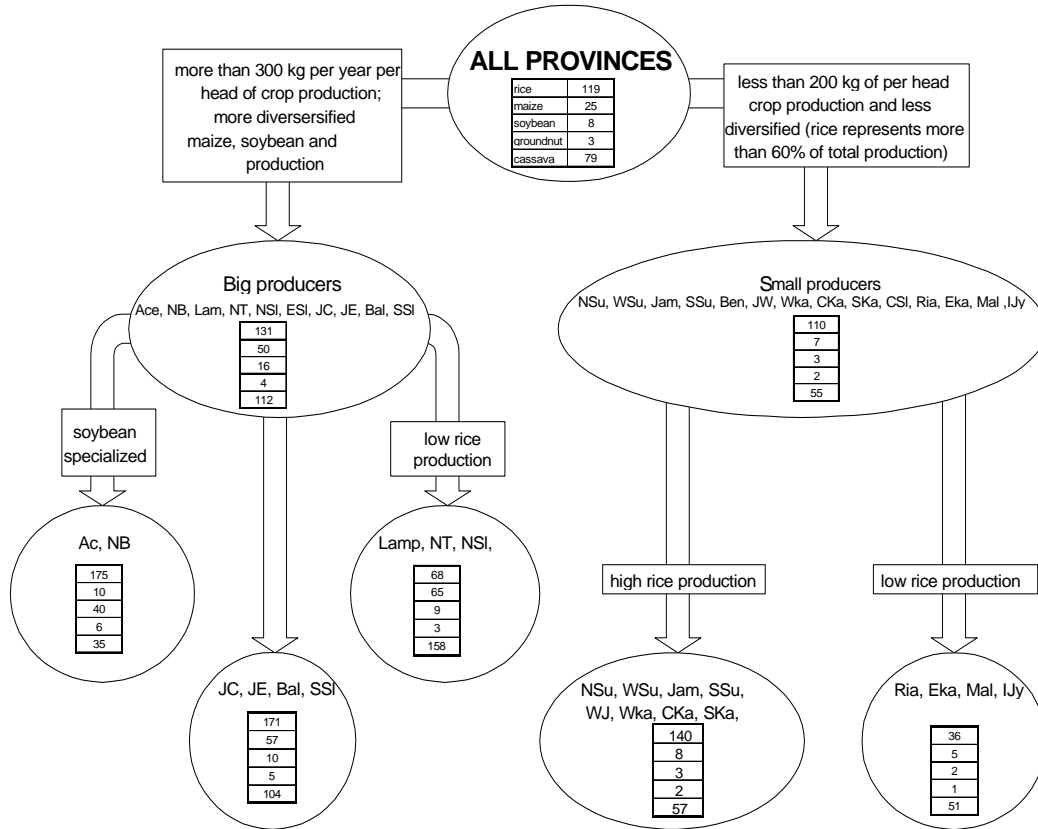 ALL PROVINCES
rice 119
maize 25
soybean 8
groundnut 3
cassava 79
more than 300 kg per year per
head of crop production;
more diversersified
maize, soybean and
production
less than 200 kg of per head
crop production and less
diversified (rice represents more
than 60% of total production)
Big producers
Ace, NB, Lam, NT, NSl, ESl, JC, JE, Bal, SSl
131
50
16
4
112
Small producers
NSu, WSu, Jam, SSu, Ben, JW, Wka, CKa, SKa, CSl, Ria, Eka, Mal ,IJy
110
7
3
2
55
soybean
specialized
low rice
production
Ac, NB
175
10
40
6
35
Lamp, NT, NSl,
68
65
9
3
158
high rice production
low rice production
JC, JE, Bal, SSl
171
57
10
5
104
NSu, WSu, Jam, SSu,
WJ, Wka, CKa, SKa,
140
8
3
2
57
Ria, Eka, Mal, IJy
36
5
2
1
51